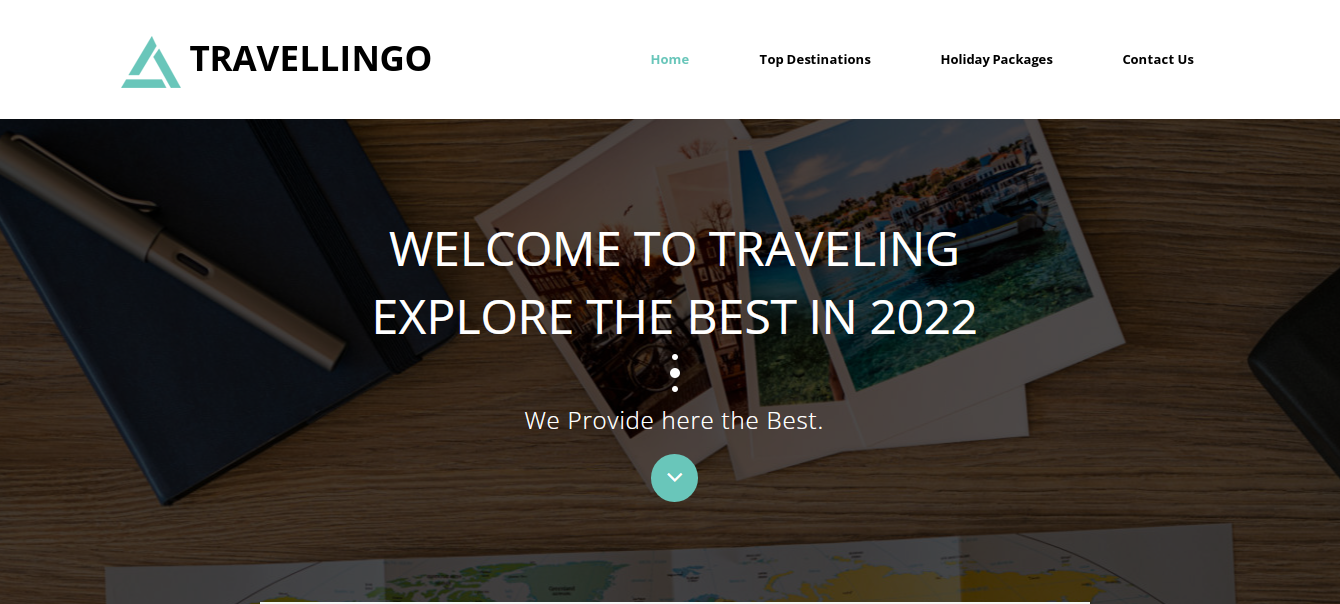 TRAVELLINGO
Home
Top Destinations
Holiday Packages
Contact Us
WELCOME TO TRAVELING
EXPLORE THE BEST IN 2022
We Provide here the Best.